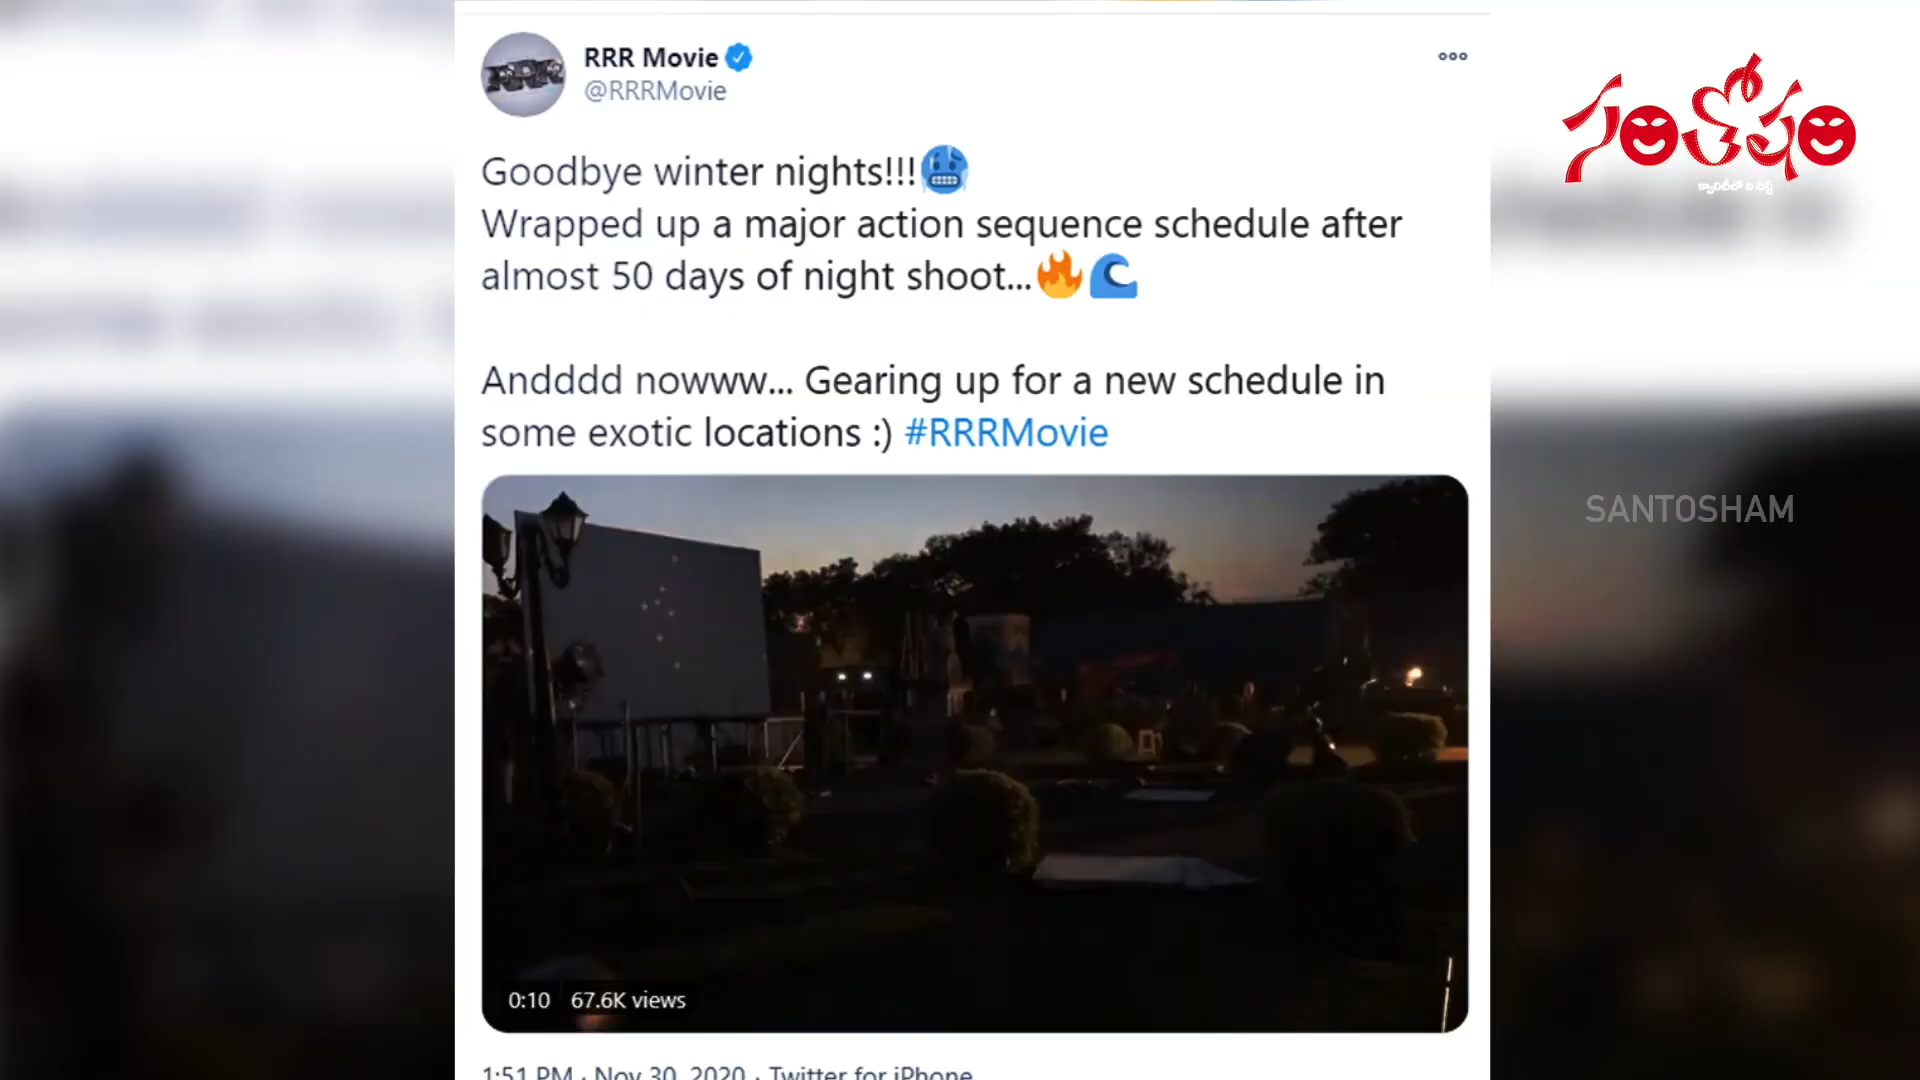 RRR Movie
@RRRMovie
Goodbye winter nights!!!🥶
Wrapped up a major action sequence schedule after
almost 50 days of night shoot...🔥🌊
Andddd nowww... Gearing up for a new schedule in
some exotic locations :) #RRRMovie
0:10 67.6K views
1:51 PM · Nov 30, 2020 · Twitter for iPhone
సంతోషం
SANTOSHAM